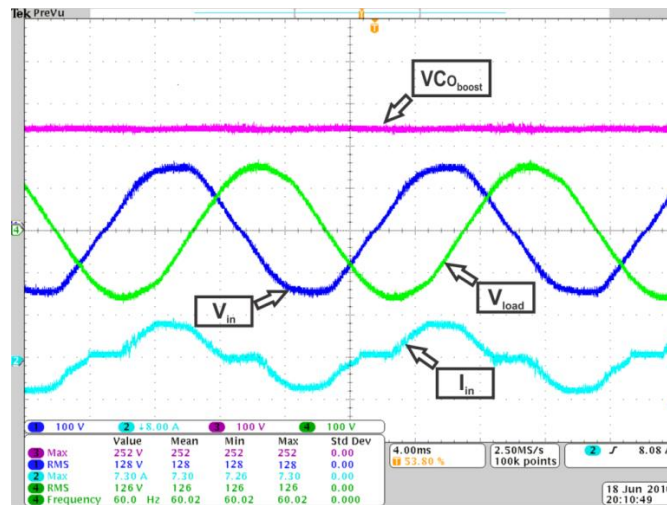 Tek PreVu
VCo boost
4
V in
V load
2
I in
1 100 V 2 ↓8.00 A 3 100 V 4 100 V
Value Mean Min Max Std Dev
3 Max 252 V 252 252 252 0.00
1 RMS 128 V 128 128 128 0.00
2 Max 7.30 A 7.30 7.26 7.30 0.00
4 RMS 126 V 126 126 126 0.00
4 Frequency 60.0 Hz 60.02 60.02 60.02 0.000
4.00ms
T 53.80 %
2.50MS/s
100k points
2 8.08
18 Jun
20:10:49